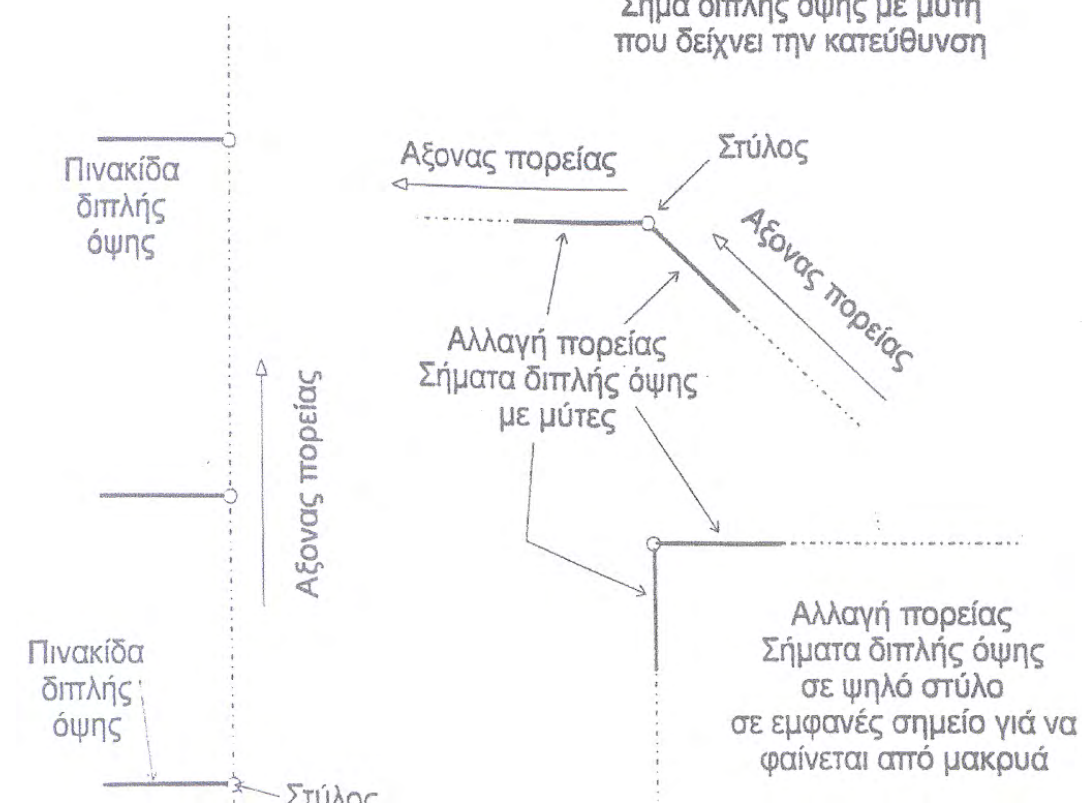 Σήμα διπλής όψης με μύτη
που δείχνει την κατεύθυνση
Πινακίδα
διπλής
όψης
Αξονας πορείας
Στύλος
Αξονας πορείας
Αλλαγή πορείας
Σήματα διπλής όψης
με μύτες
Αξονας πορείας
Πινακίδα
διπλής
όψης
Αλλαγή πορείας
Σήματα διπλής όψης
σε ψηλό στύλο
σε εμφανές σημείο γιά να
φαίνεται από μακρυά
Στύλος